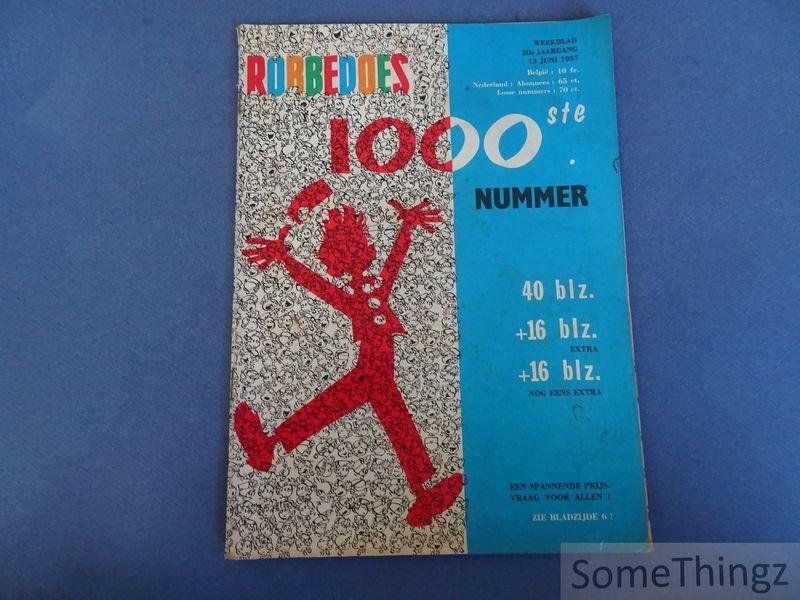 ROBBEDOES
WEEKBLAD
20e JAARGANG
13 JUNI 1957
België : 10 fr.
Nederland : Abonnees : 65 ct.
Losse nummers : 70 ct.
1000ste
NUMMER
40 blz.
+16 blz.
EXTRA
+16 blz.
NOG EENS EXTRA
EEN SPANNENDE PRIJS-
VRAAG VOOR ALLEN !
ZIE BLADZIJDE 6 !
SomeThingz